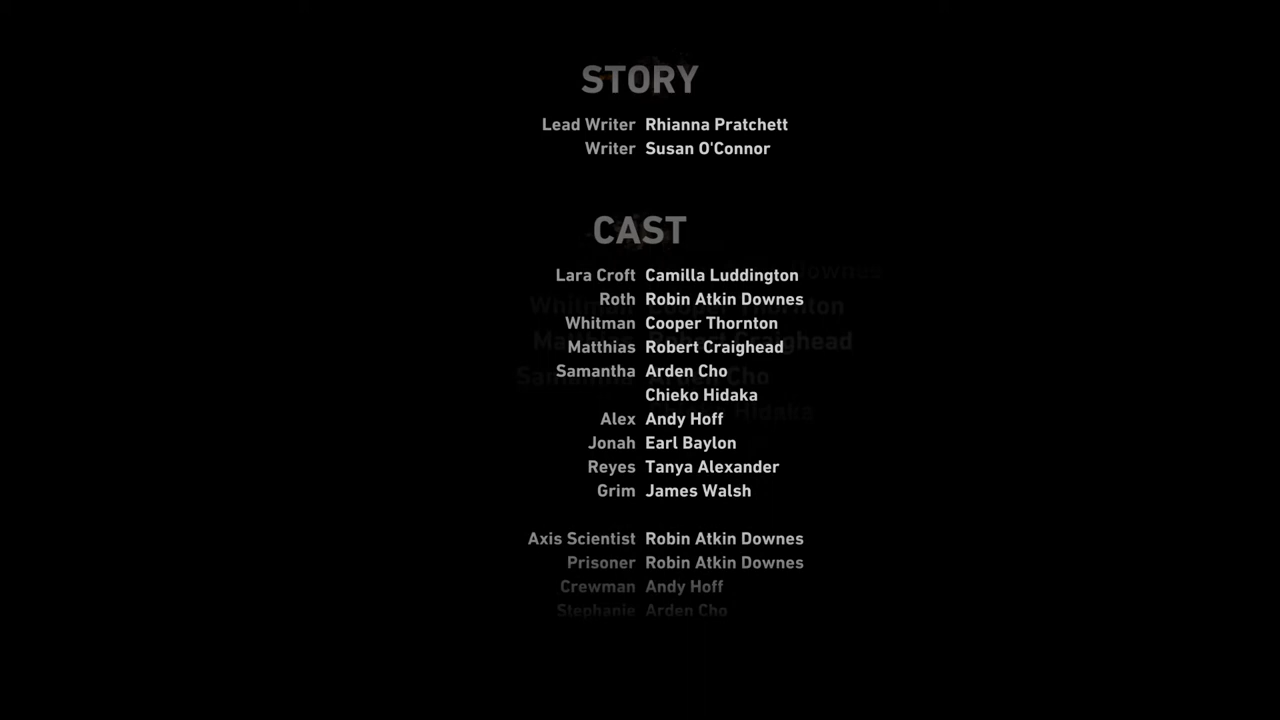 STORY
Lead Writer Rhianna Pratchett
Writer Susan O'Connor
CAST
Lara Croft Camilla Luddington
Roth Robin Atkin Downes
Whitman Cooper Thornton
Matthias Robert Craighead
Samantha Arden Cho
Chieko Hidaka
Alex Andy Hoff
Jonah Earl Baylon
Reyes Tanya Alexander
Grim James Walsh
Axis Scientist Robin Atkin Downes
Prisoner Robin Atkin Downes
Crewman Andy Hoff
Stephanie Arden Cho